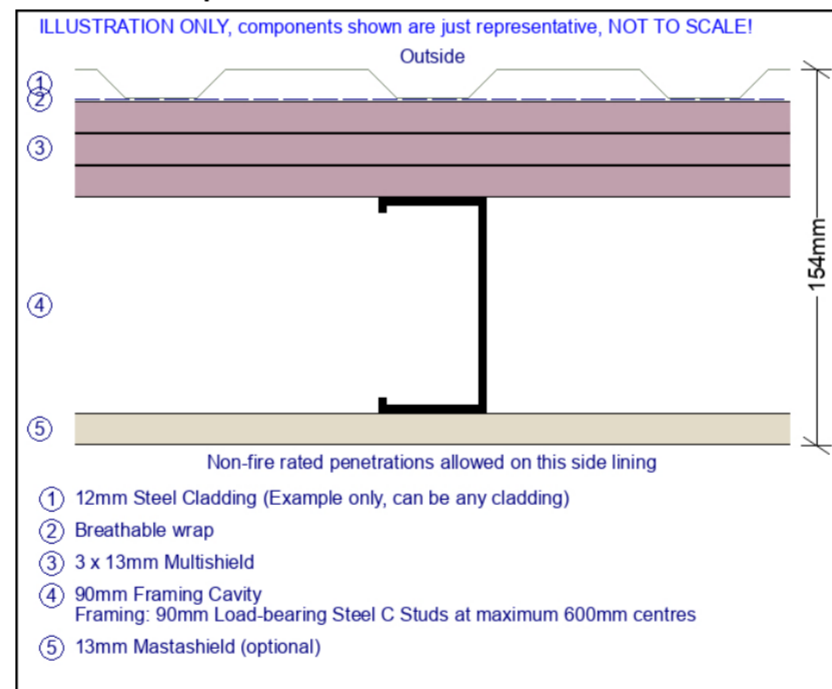 ILLUSTRATION ONLY, components shown are just representative, NOT TO SCALE!
Outside
1
2
3
4
5
154mm
Non-fire rated penetrations allowed on this side lining
1 12mm Steel Cladding (Example only, can be any cladding)
2 Breathable wrap
3 3 x 13mm Multishield
4 90mm Framing Cavity
Framing: 90mm Load-bearing Steel C Studs at maximum 600mm centres
5 13mm Mastashield (optional)